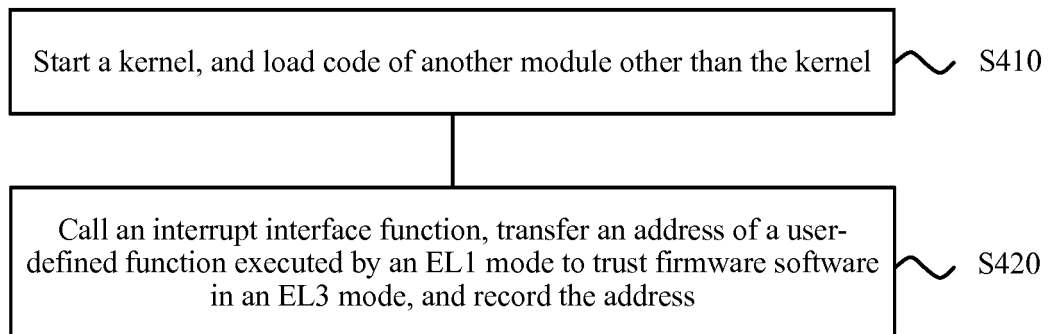 Start a kernel, and load code of another module other than the kernel
S410
Call an interrupt interface function, transfer an address of a user-
defined function executed by an EL1 mode to trust firmware software
in an EL3 mode, and record the address
S420